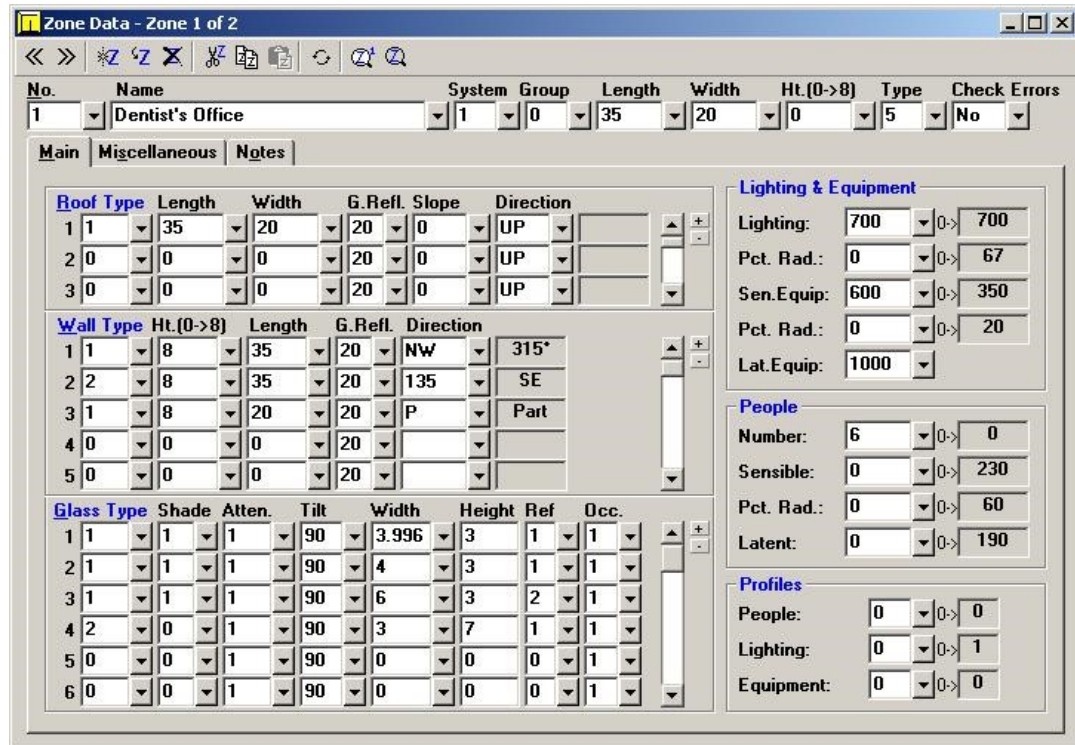 Zone Data - Zone 1 of 2
No. Name System Group Length Width Ht.(0->8) Type Check Errors
1 Dentist's Office 1 0 35 20 0 5 No
Main Miscellaneous Notes
Roof Type Length Width G.Refl. Slope Direction
1 1 35 20 20 0 UP
2 0 0 0 20 0 UP
3 0 0 0 20 0 UP
+
-
Wall Type Ht.(0->8) Length G.Refl. Direction
1 1 8 35 20 NW 315°
2 2 8 35 20 135 SE
3 1 8 20 20 P Part
4 0 0 0 20
5 0 0 0 20
+
-
Glass Type Shade Atten. Tilt Width Height Ref Occ.
1 1 1 1 90 3.996 3 1 1
2 1 1 1 90 4 3 1 1
3 1 1 1 90 6 3 2 1
4 2 0 1 90 3 7 1 1
5 0 0 1 90 0 0 0 1
6 0 0 1 90 0 0 0 1
+
-
Lighting & Equipment
Lighting: 700 0-> 700
Pct. Rad.: 0 0-> 67
Sen.Equip: 600 0-> 350
Pct. Rad.: 0 0-> 20
Lat.Equip: 1000
People
Number: 6 0-> 0
Sensible: 0 0-> 230
Pct. Rad.: 0 0-> 60
Latent: 0 0-> 190
Profiles
People: 0 0-> 0
Lighting: 0 0-> 1
Equipment: 0 0-> 0